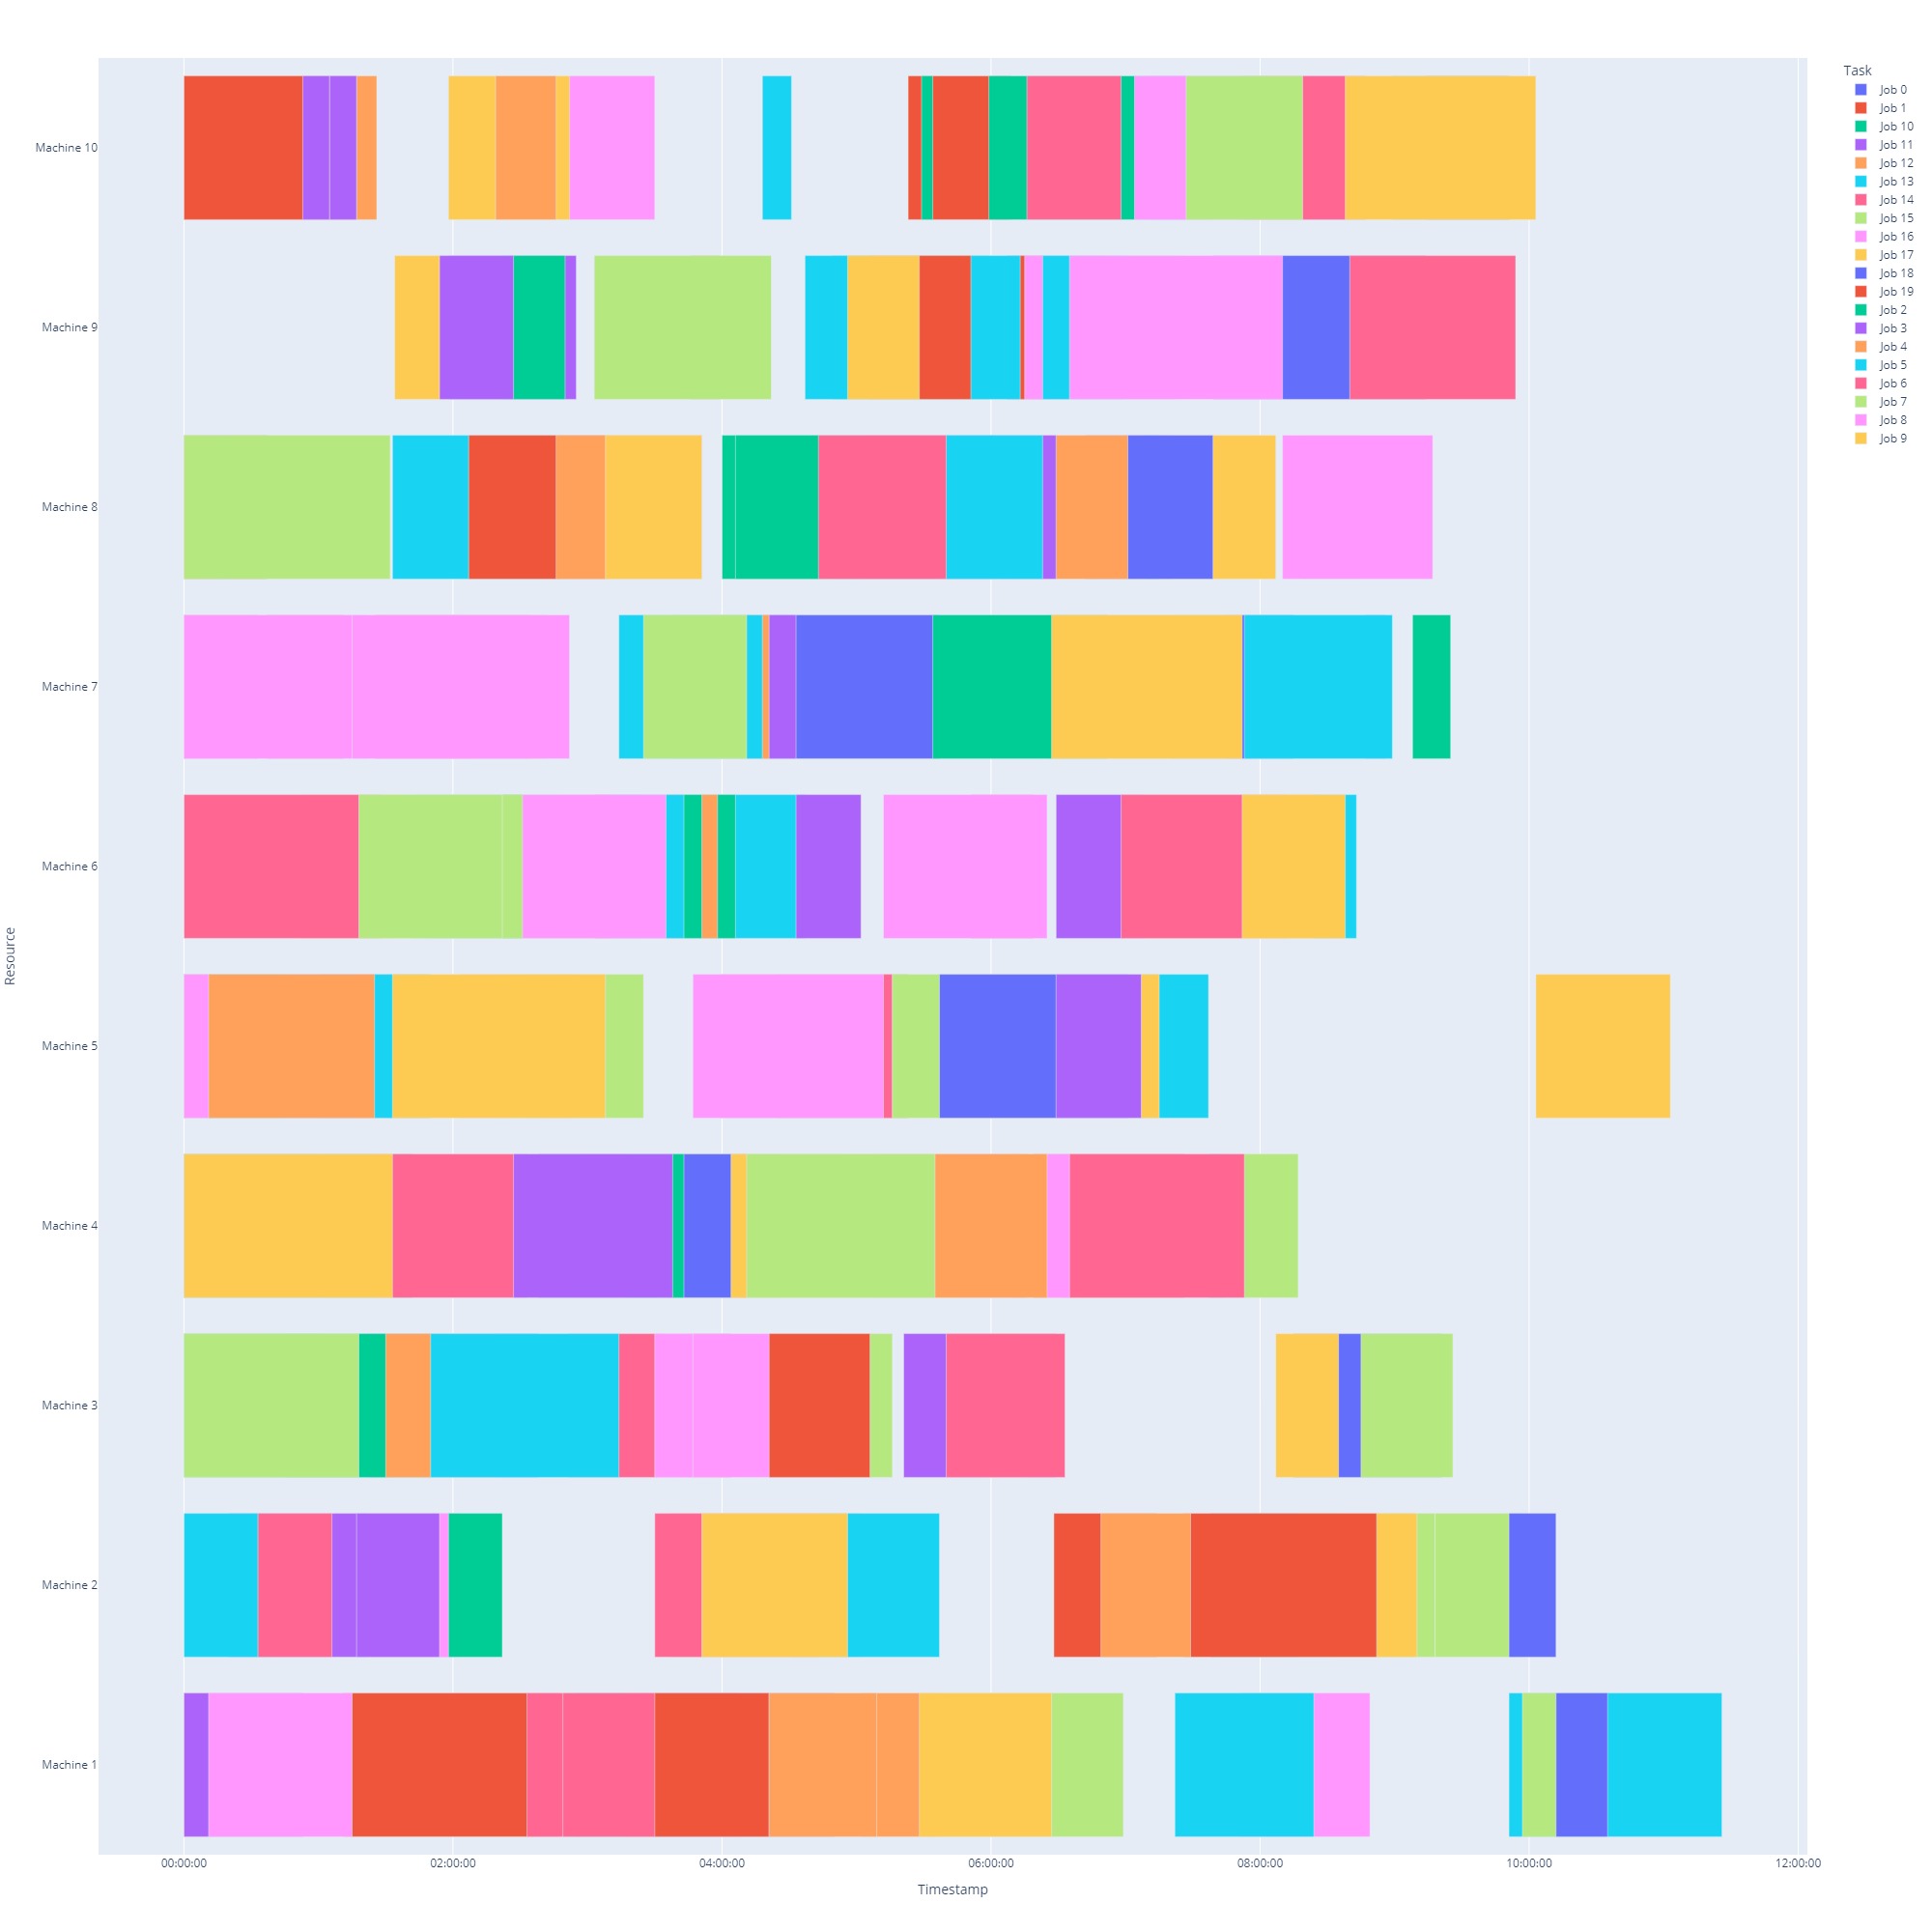 Task
Job 0
Job 1
Job 10
Job 11
Job 12
Job 13
Job 14
Job 15
Job 16
Job 17
Job 18
Job 19
Job 2
Job 3
Job 4
Job 5
Job 6
Job 7
Job 8
Job 9
Machine 10
Machine 9
Machine 8
Machine 7
Machine 6
Machine 5
Machine 4
Machine 3
Machine 2
Machine 1
Resource
00:00:00 02:00:00 04:00:00 06:00:00 08:00:00 10:00:00 12:00:00
Timestamp